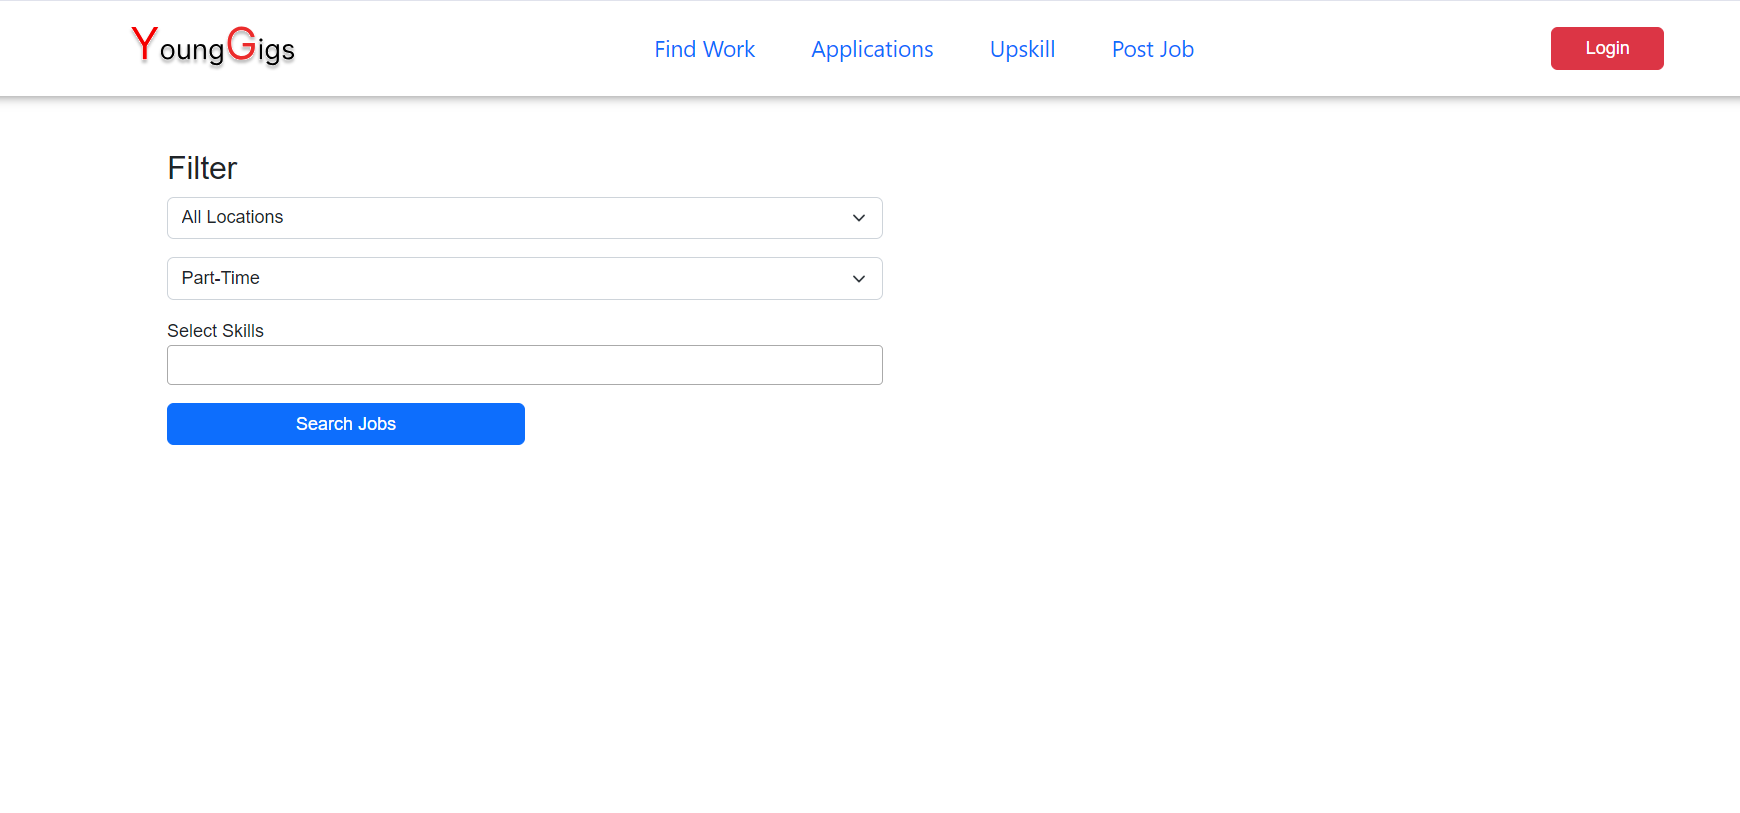 YoungGigs
Find Work
Applications
Upskill
Post Job
Login
Filter
All Locations
Part-Time
Select Skills
Search Jobs